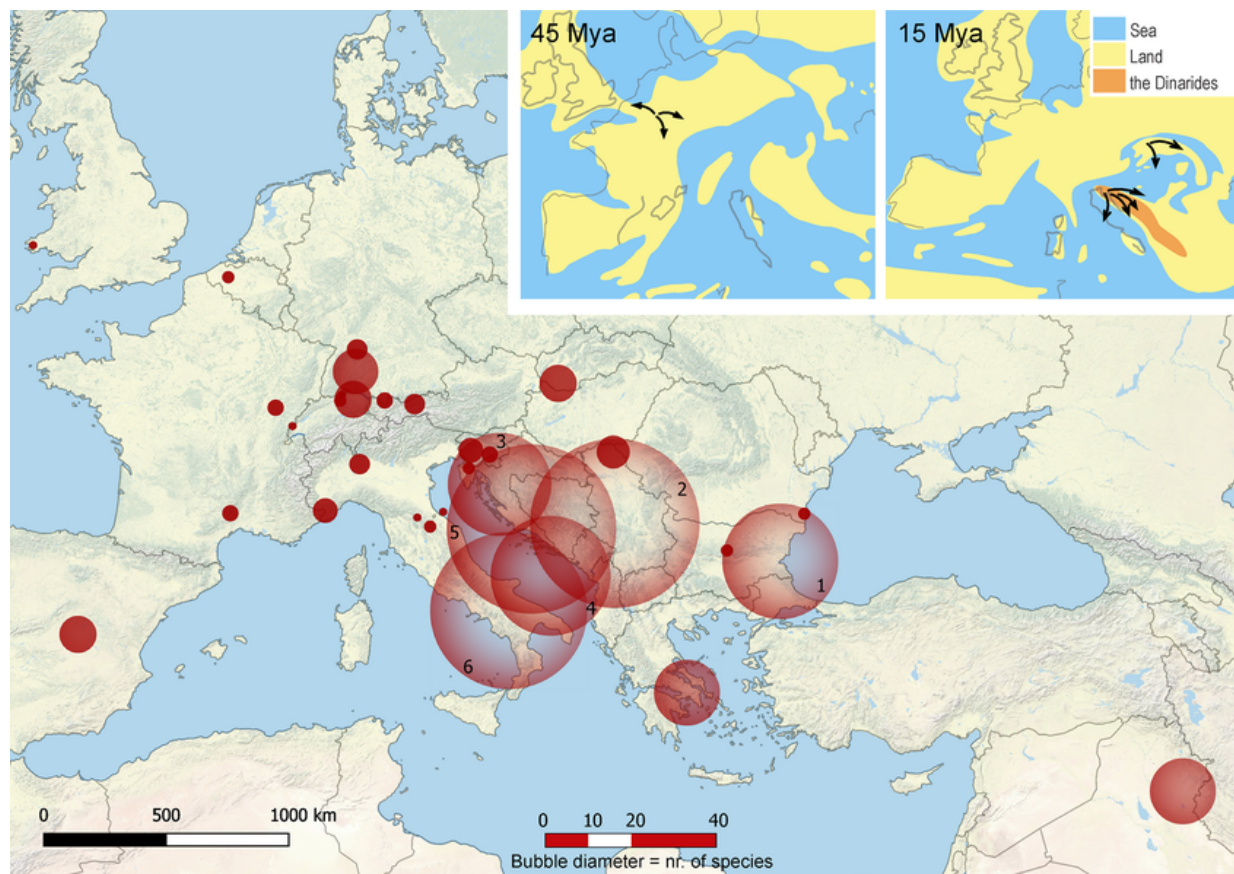 45 Mya
15 Mya
Sea
Land
the Dinarides
3
2
5
1
4
6
0 500 1000 km
0 10 20 40
Bubble diameter = nr. of species